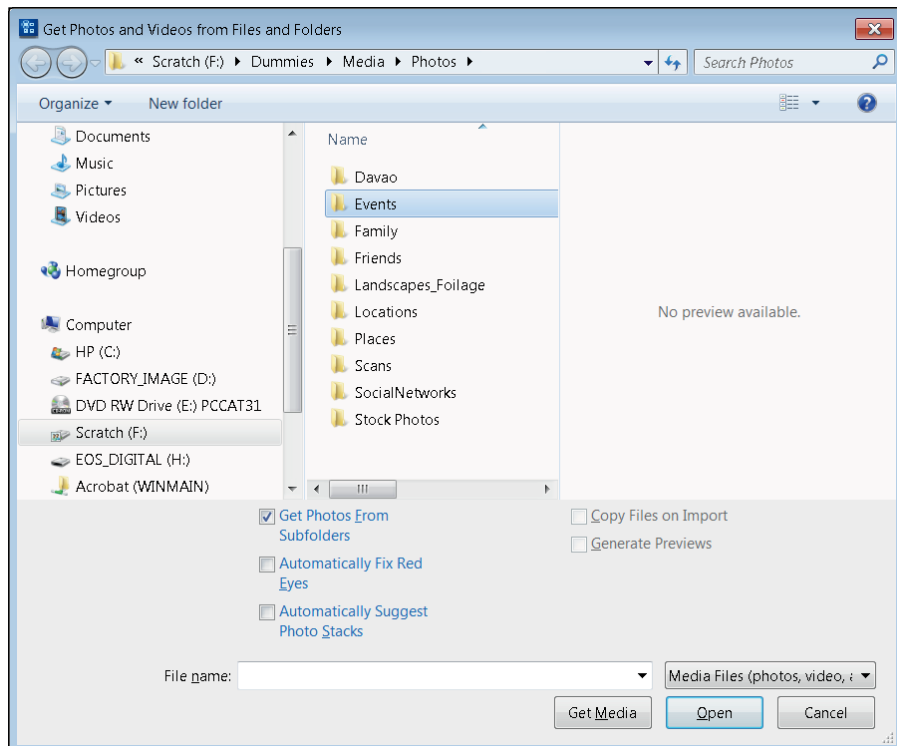 Get Photos and Videos from Files and Folders
« Scratch (F:) Dummies Media Photos
Search Photos
Organize
New folder
Documents
Music
Pictures
Videos
Homegroup
Computer
HP (C:)
FACTORY_IMAGE (D:)
DVD RW Drive (E:) PCCAT31
Scratch (F:)
EOS_DIGITAL (H:)
Acrobat (WINMAIN)
Name
Davao
Events
Family
Friends
Landscapes_Foilage
Locations
Places
Scans
SocialNetworks
Stock Photos
No preview available.
Get Photos From
Subfolders
Automatically Fix Red
Eyes
Automatically Suggest
Photo Stacks
Copy Files on Import
Generate Previews
File name:
Media Files (photos, video, a
Get Media
Open
Cancel